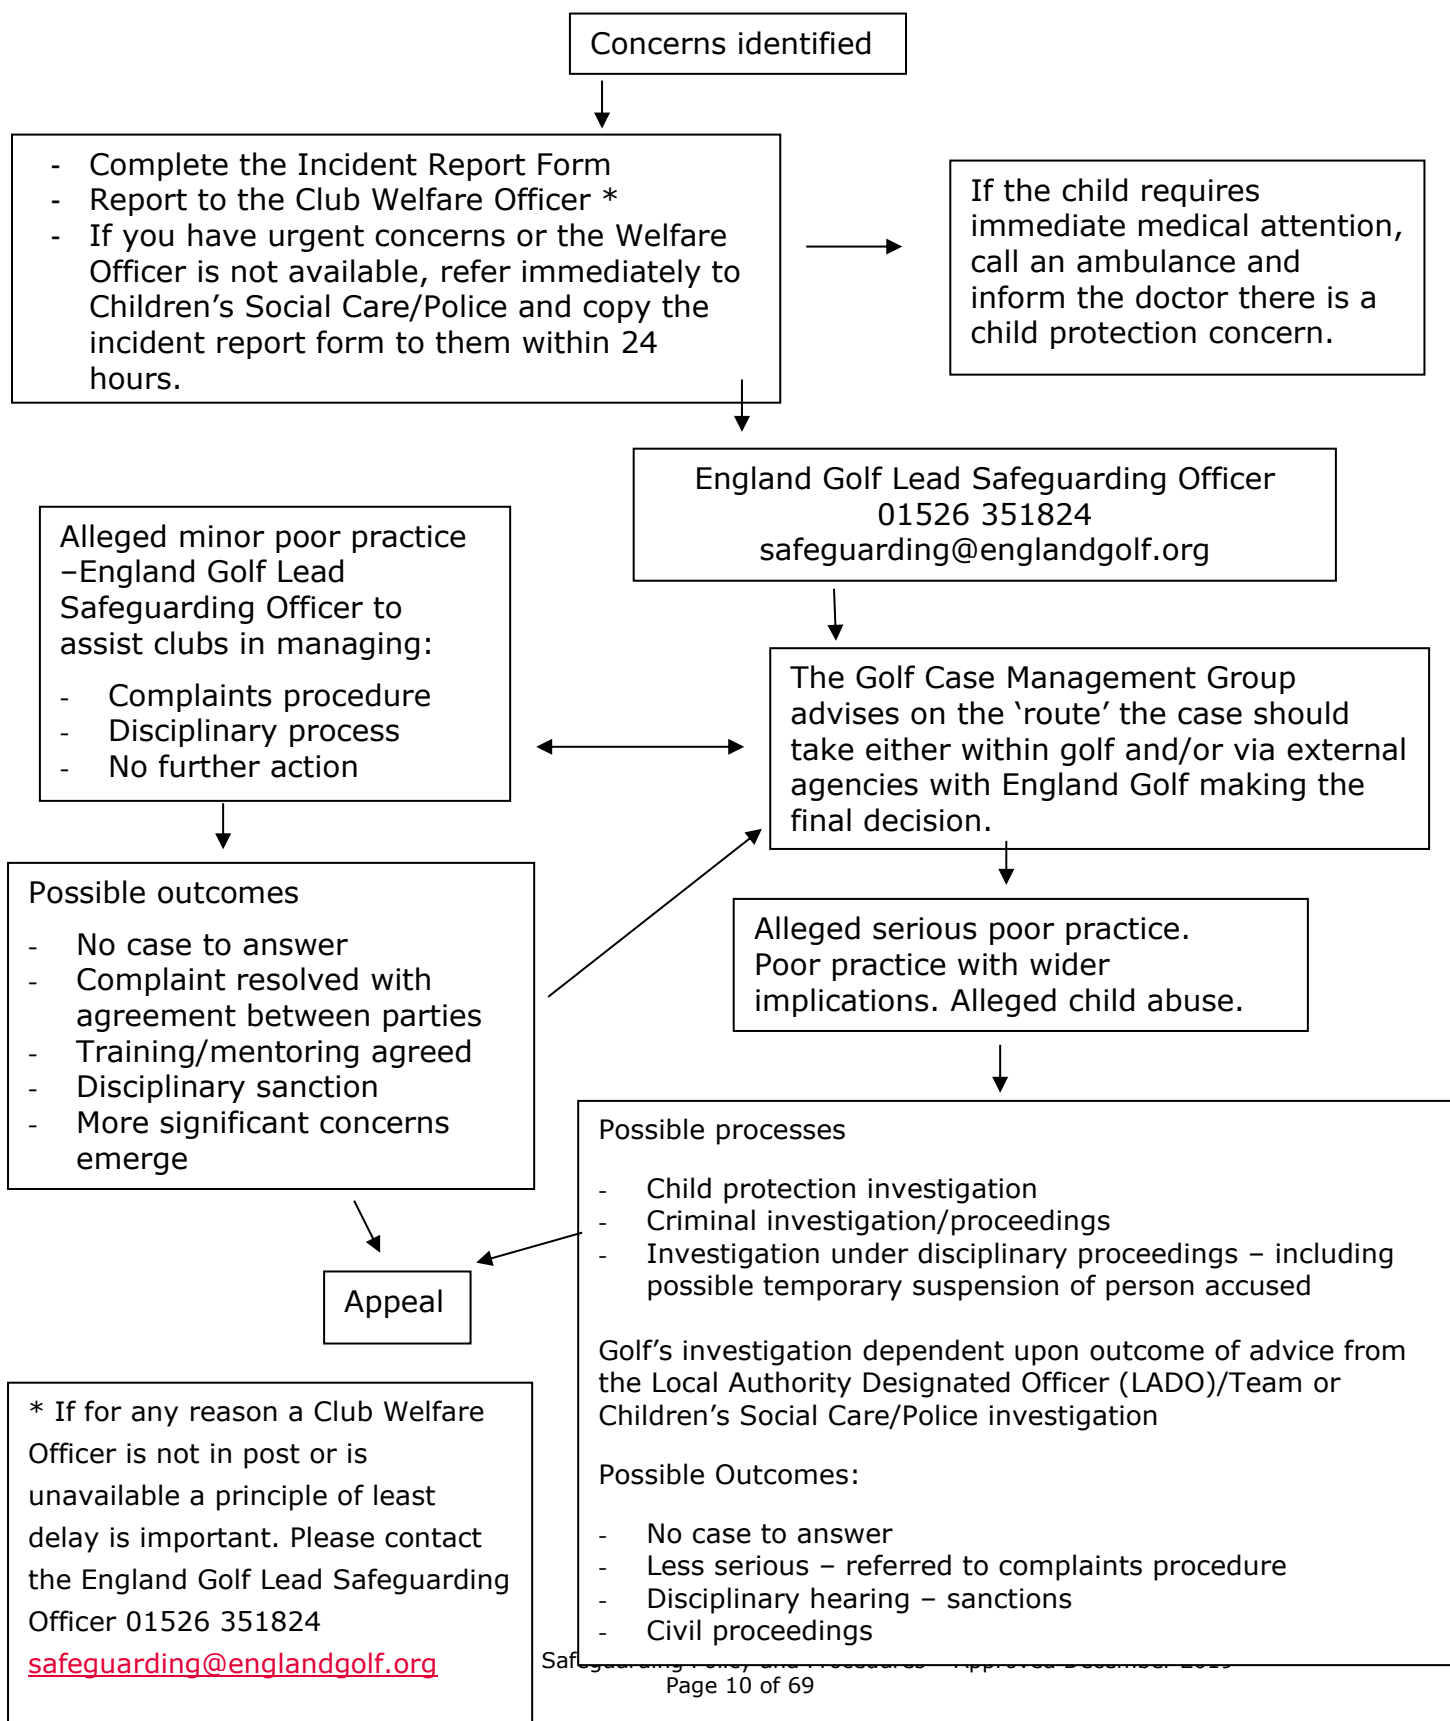 Concerns identified
- Complete the Incident Report Form
- Report to the Club Welfare Officer *
- If you have urgent concerns or the Welfare
Officer is not available, refer immediately to
Children’s Social Care/Police and copy the
incident report form to them within 24
hours.
If the child requires
immediate medical attention,
call an ambulance and
inform the doctor there is a
child protection concern.
England Golf Lead Safeguarding Officer
01526 351824
safeguarding@englandgolf.org
Alleged minor poor practice
–England Golf Lead
Safeguarding Officer to
assist clubs in managing:
- Complaints procedure
- Disciplinary process
- No further action
The Golf Case Management Group
advises on the ‘route’ the case should
take either within golf and/or via external
agencies with England Golf making the
final decision.
Possible outcomes
- No case to answer
- Complaint resolved with
agreement between parties
- Training/mentoring agreed
- Disciplinary sanction
- More significant concerns
emerge
Alleged serious poor practice.
Poor practice with wider
implications. Alleged child abuse.
Possible processes
- Child protection investigation
- Criminal investigation/proceedings
- Investigation under disciplinary proceedings – including
possible temporary suspension of person accused
Golf’s investigation dependent upon outcome of advice from
the Local Authority Designated Officer (LADO)/Team or
Children’s Social Care/Police investigation
Possible Outcomes:
- No case to answer
- Less serious – referred to complaints procedure
- Disciplinary hearing – sanctions
- Civil proceedings
Appeal
* If for any reason a Club Welfare
Officer is not in post or is
unavailable a principle of least
delay is important. Please contact
the England Golf Lead Safeguarding
Officer 01526 351824
safeguarding@englandgolf.org
Safeguarding Policy and Procedures – Approved December 2019
Page 10 of 69